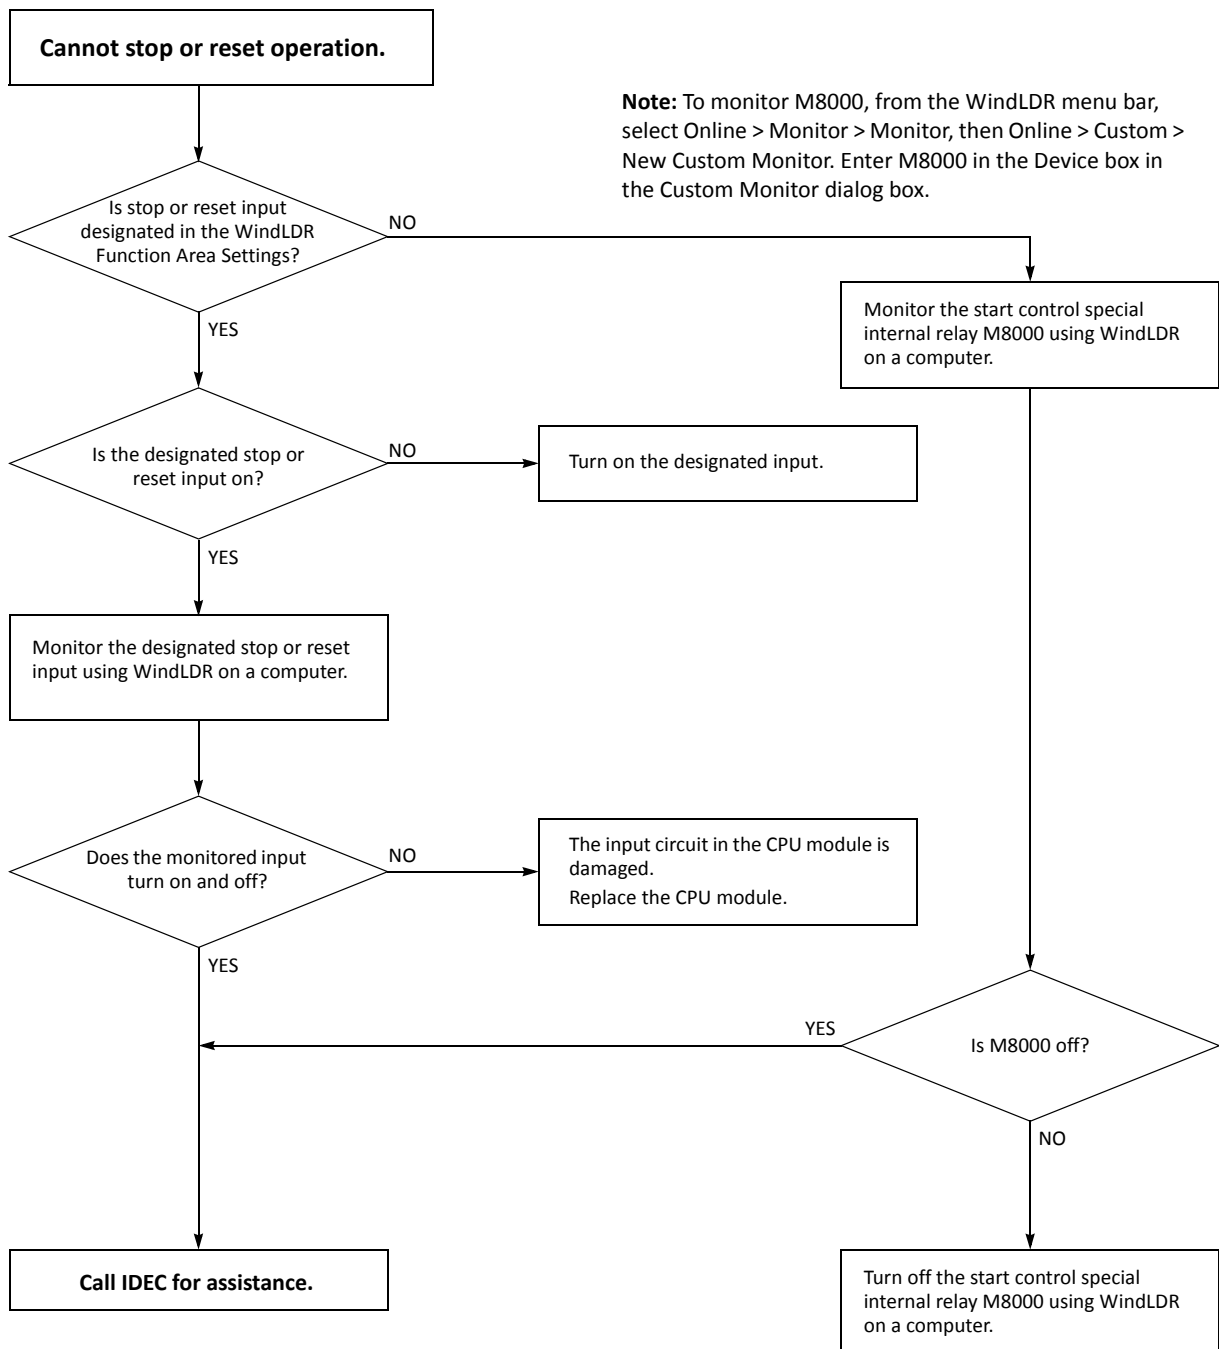 Cannot stop or reset operation.
Note: To monitor M8000, from the WindLDR menu bar,
select Online > Monitor > Monitor, then Online > Custom >
New Custom Monitor. Enter M8000 in the Device box in
the Custom Monitor dialog box.
Is stop or reset input
designated in the WindLDR
Function Area Settings?
NO
YES
Monitor the start control special
internal relay M8000 using WindLDR
on a computer.
Is the designated stop or
reset input on?
NO
Turn on the designated input.
YES
Monitor the designated stop or reset
input using WindLDR on a computer.
Does the monitored input
turn on and off?
NO
The input circuit in the CPU module is
damaged.
Replace the CPU module.
YES
YES
Is M8000 off?
NO
Call IDEC for assistance.
Turn off the start control special
internal relay M8000 using WindLDR
on a computer.